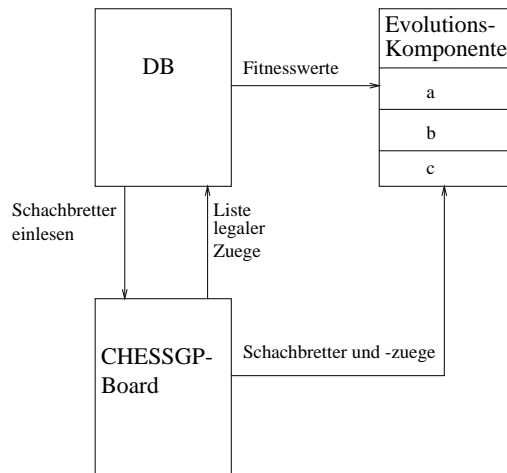 DB
Evolutions-
Komponente
a
b
c
Fitnesswerte
Schachbretter
einlesen
Liste
legaler
Zuege
CHESSGP-
Board
Schachbretter und -zuege